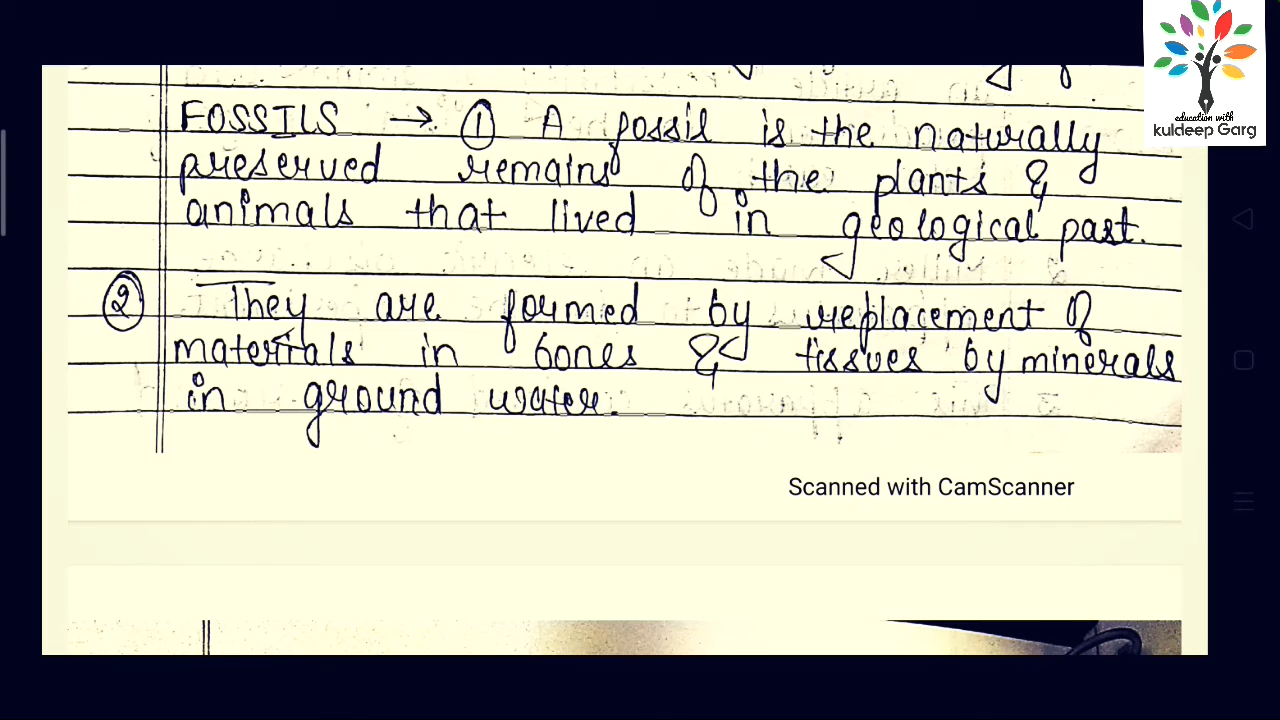 education with
kuldeep Garg
FOSSILS → ① A fossil is the naturally
preserved remains of the plants &
animals that lived in geological past.
② They are formed by replacement of
materials in bones & tissues by minerals
in ground water.
Scanned with CamScanner